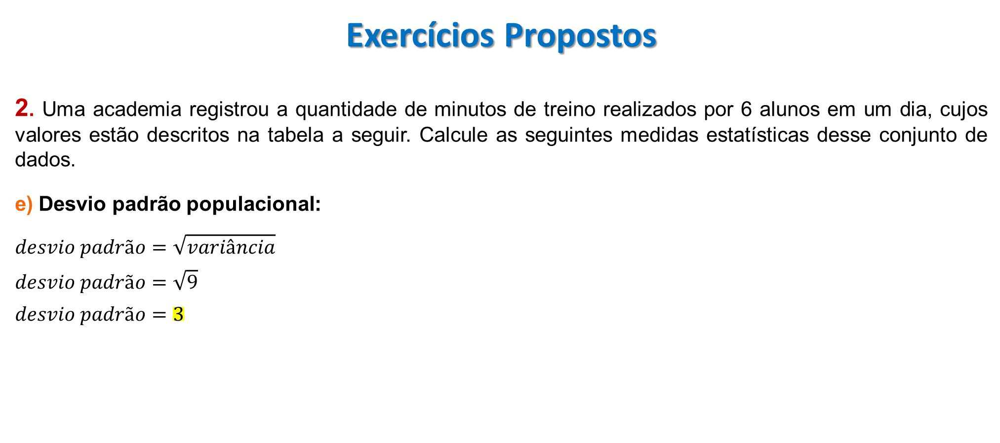 Exercícios Propostos
2. Uma academia registrou a quantidade de minutos de treino realizados por 6 alunos em um dia, cujos
valores estão descritos na tabela a seguir. Calcule as seguintes medidas estatísticas desse conjunto de
dados.
e) Desvio padrão populacional:
desvio padrão = √variância
desvio padrão = √9
desvio padrão = 3